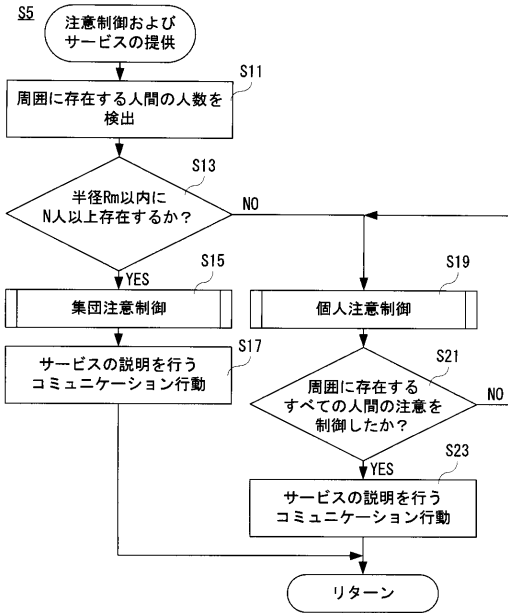 S5
注意制御および
サービスの提供
S11
周囲に存在する人間の人数を
検出
S13
半径Rm以内に
N人以上存在するか？
NO
YES
S15
集団注意制御
S19
個人注意制御
S17
サービスの説明を行う
コミュニケーション行動
S21
周囲に存在する
すべての人間の注意を
制御したか？
NO
YES
S23
サービスの説明を行う
コミュニケーション行動
リターン